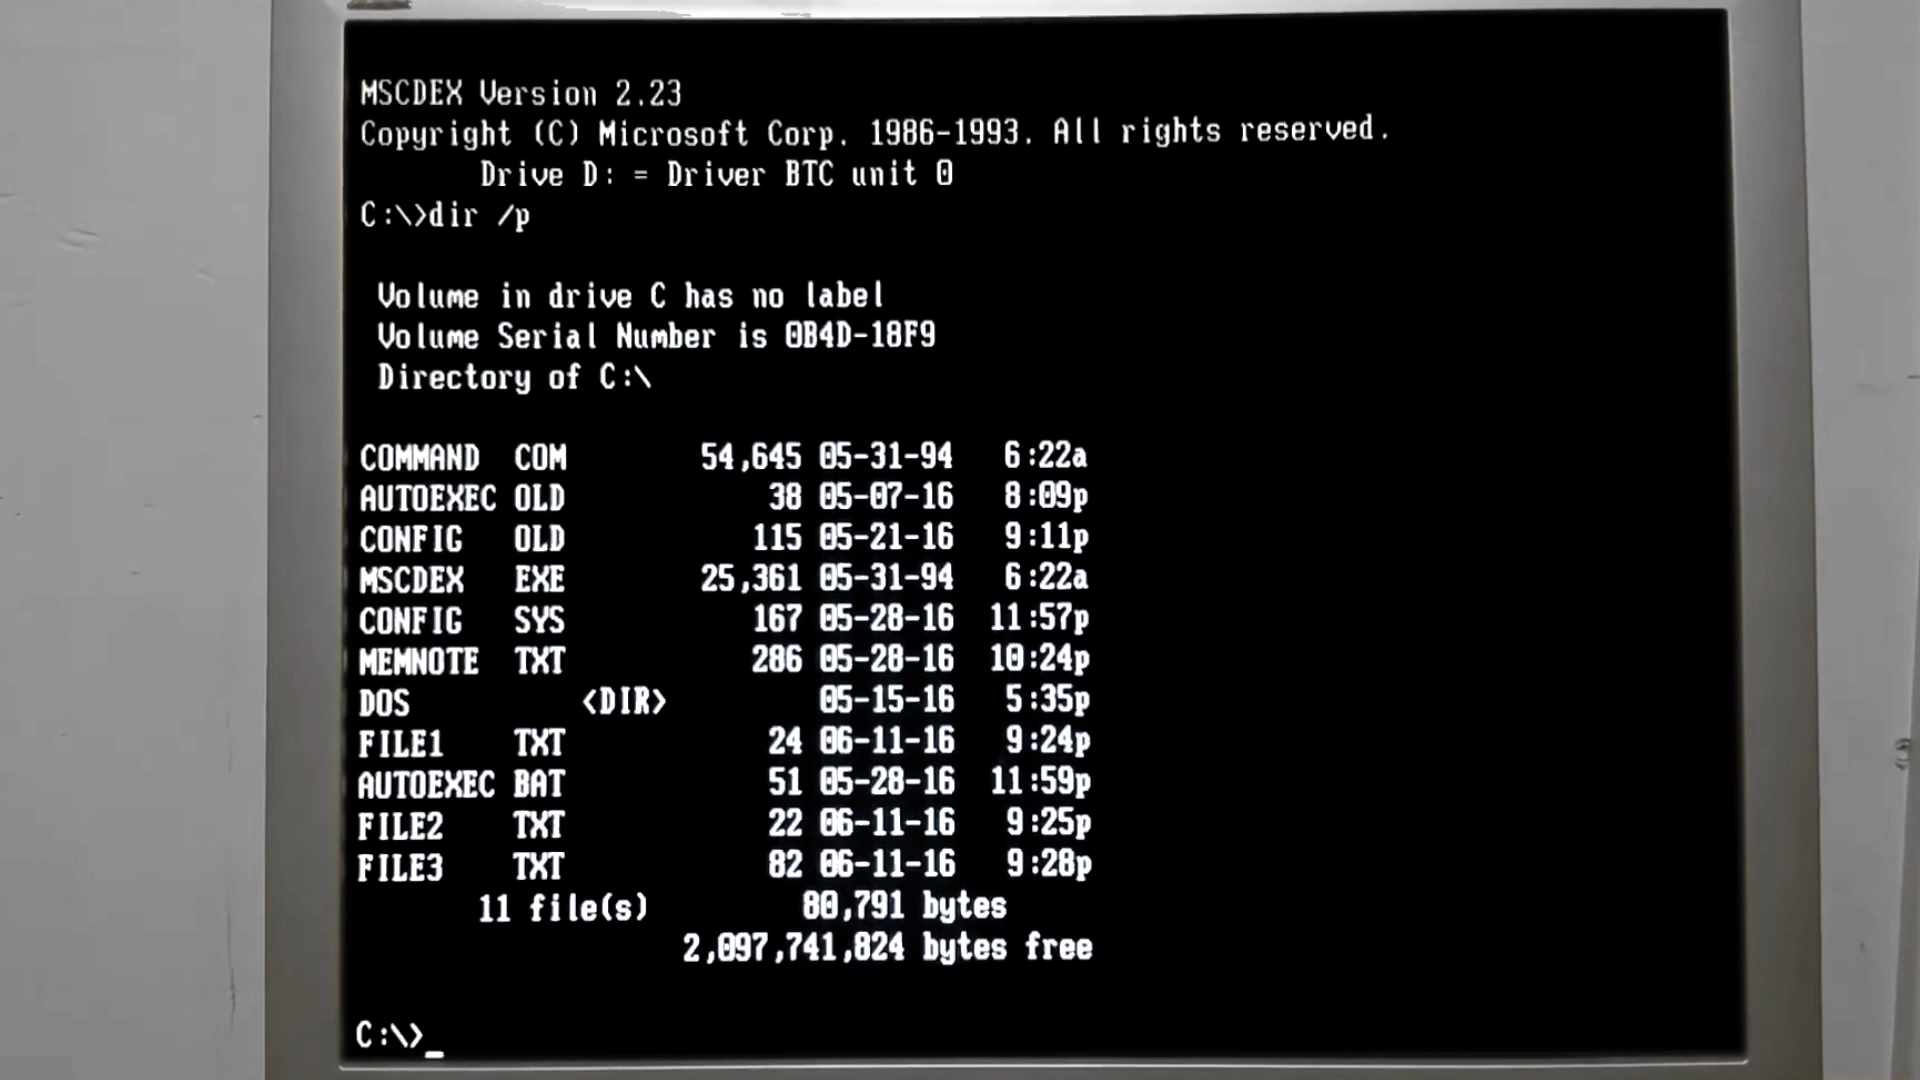 MSCDEX Version 2.23
Copyright (C) Microsoft Corp. 1986-1993. All rights reserved.
Drive D: = Driver BTC unit 0
C:\>dir /p
Volume in drive C has no label
Volume Serial Number is 0B4D-18F9
Directory of C:\
COMMAND  COM        54,645 05-31-94   6:22a
AUTOEXEC OLD            38 05-07-16   8:09p
CONFIG   OLD           115 05-21-16   9:11p
MSCDEX   EXE        25,361 05-31-94   6:22a
CONFIG   SYS           167 05-28-16  11:57p
MEMNOTE  TXT           286 05-28-16  10:24p
DOS          <DIR>         05-15-16   5:35p
FILE1    TXT            24 06-11-16   9:24p
AUTOEXEC BAT            51 05-28-16  11:59p
FILE2    TXT            22 06-11-16   9:25p
FILE3    TXT            82 06-11-16   9:28p
11 file(s)         80,791 bytes
2,097,741,824 bytes free
C:\>_